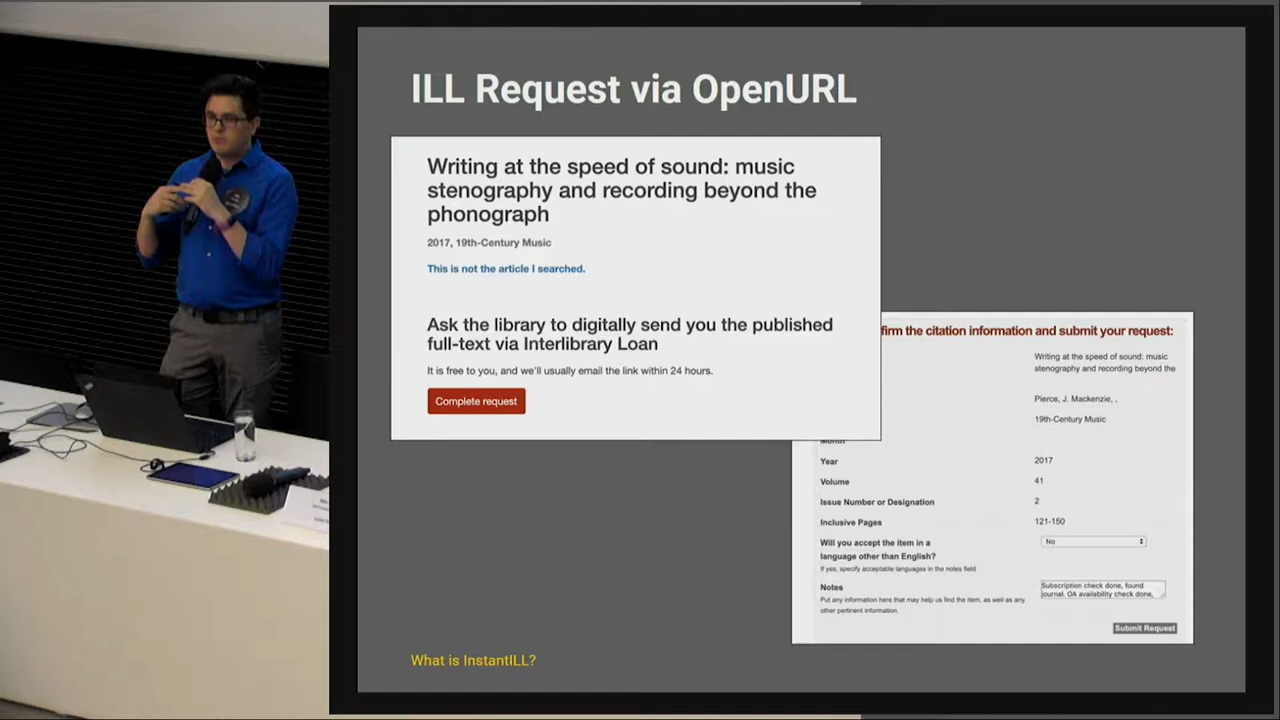 ILL Request via OpenURL
Writing at the speed of sound: music
stenography and recording beyond the
phonograph
2017, 19th-Century Music
This is not the article I searched.
Ask the library to digitally send you the published
full-text via Interlibrary Loan
It is free to you, and we'll usually email the link within 24 hours.
Complete request
firm the citation information and submit your request:
Writing at the speed of sound: music
stenography and recording beyond the
Pierce, J. Mackenzie, ,
19th-Century Music
Month
Year 2017
Volume 41
Issue Number or Designation 2
Inclusive Pages 121-150
Will you accept the item in a No
language other than English?
If yes, specify acceptable languages in the notes field
Notes Subscription check done, found
journal. OA availability check done,
Put any information here that may help us find the item, as well as any
other pertinent information.
Submit Request
What is InstantILL?